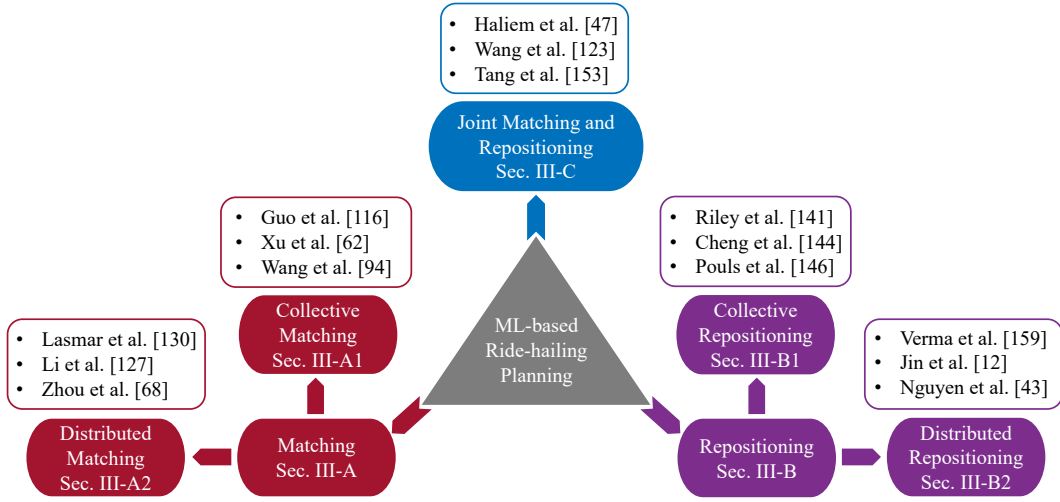 • Haliem et al. [47]
• Wang et al. [123]
• Tang et al. [153]
Joint Matching and
Repositioning
Sec. III-C
• Guo et al. [116]
• Xu et al. [62]
• Wang et al. [94]
Collective
Matching
Sec. III-A1
• Riley et al. [141]
• Cheng et al. [144]
• Pouls et al. [146]
Collective
Repositioning
Sec. III-B1
ML-based
Ride-hailing
Planning
• Lasmar et al. [130]
• Li et al. [127]
• Zhou et al. [68]
Distributed
Matching
Sec. III-A2
Matching
Sec. III-A
Repositioning
Sec. III-B
• Verma et al. [159]
• Jin et al. [12]
• Nguyen et al. [43]
Distributed
Repositioning
Sec. III-B2